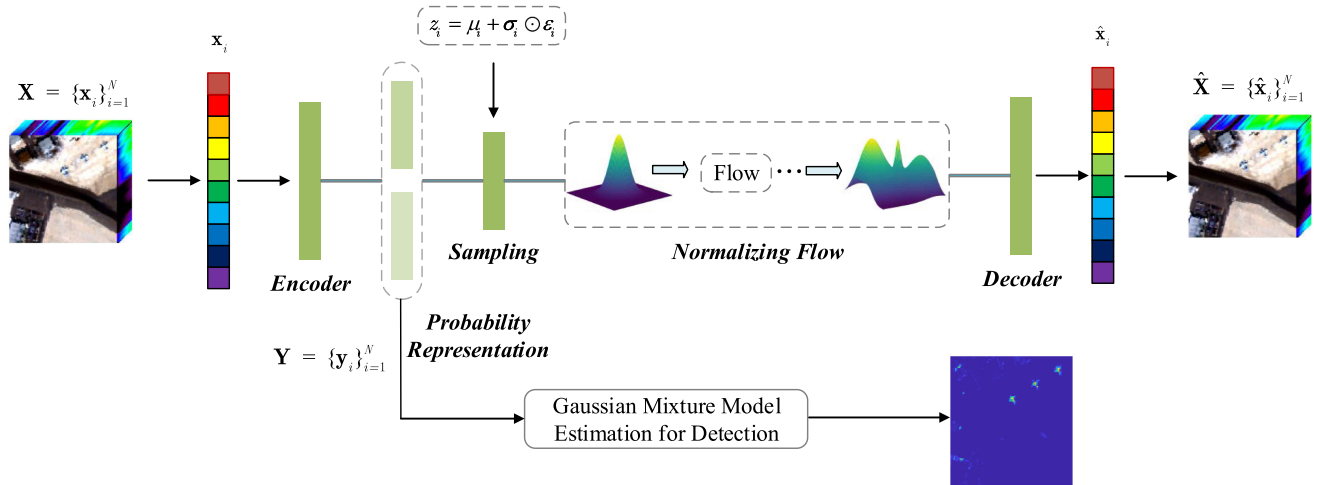 z_i = μ_i + σ_i ⊙ ε_i
x_i
x̂_i
X = {x_i}_{i=1}^N
X̂ = {x̂_i}_{i=1}^N
Flow
...
Encoder
Sampling
Normalizing Flow
Decoder
Probability
Representation
Y = {y_i}_{i=1}^N
Gaussian Mixture Model
Estimation for Detection